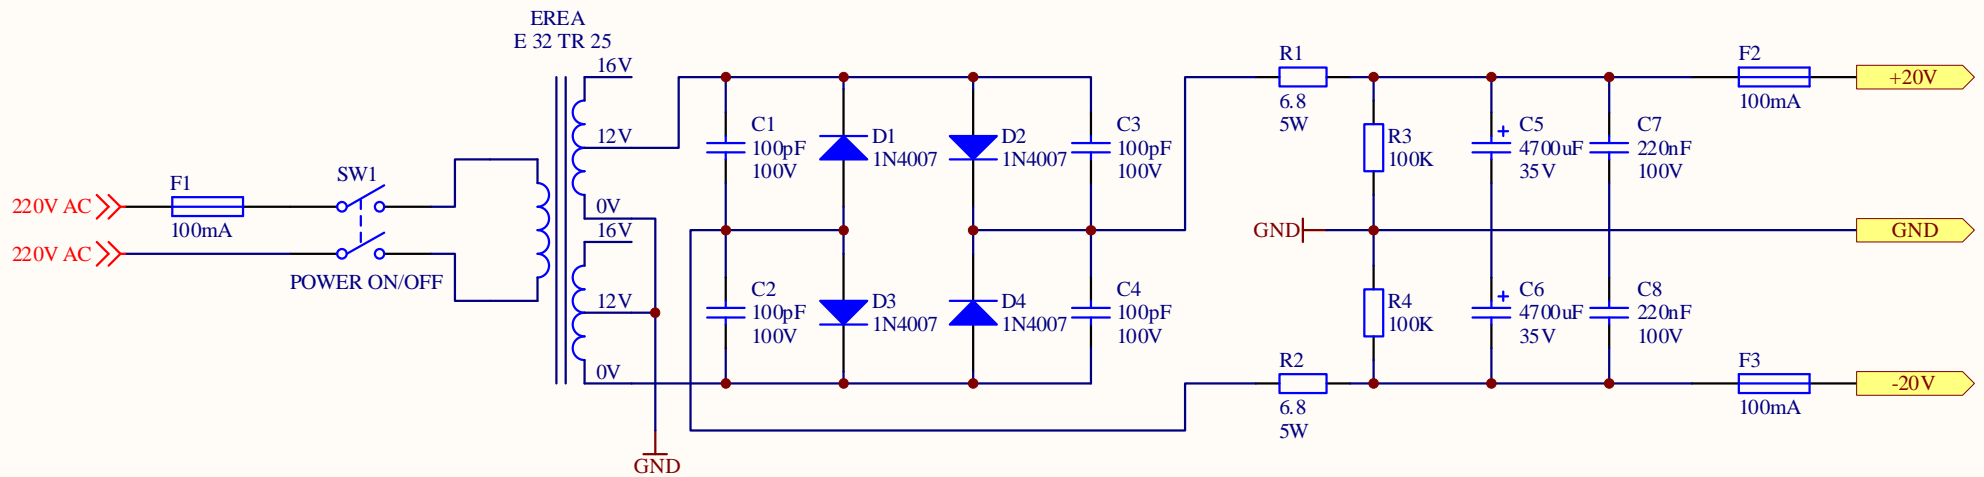 EREA
E 32 TR 25
16V
12V
0V
16V
12V
0V
220V AC
220V AC
F1
100mA
SW1
POWER ON/OFF
GND
C1
100pF
100V
D1
1N4007
D2
1N4007
C3
100pF
100V
C2
100pF
100V
D3
1N4007
D4
1N4007
C4
100pF
100V
R1
6.8
5W
R3
100K
C5
+
4700uF
35V
C7
220nF
100V
F2
100mA
+20V
GND
GND
R4
100K
C6
+
4700uF
35V
C8
220nF
100V
R2
6.8
5W
F3
100mA
-20V